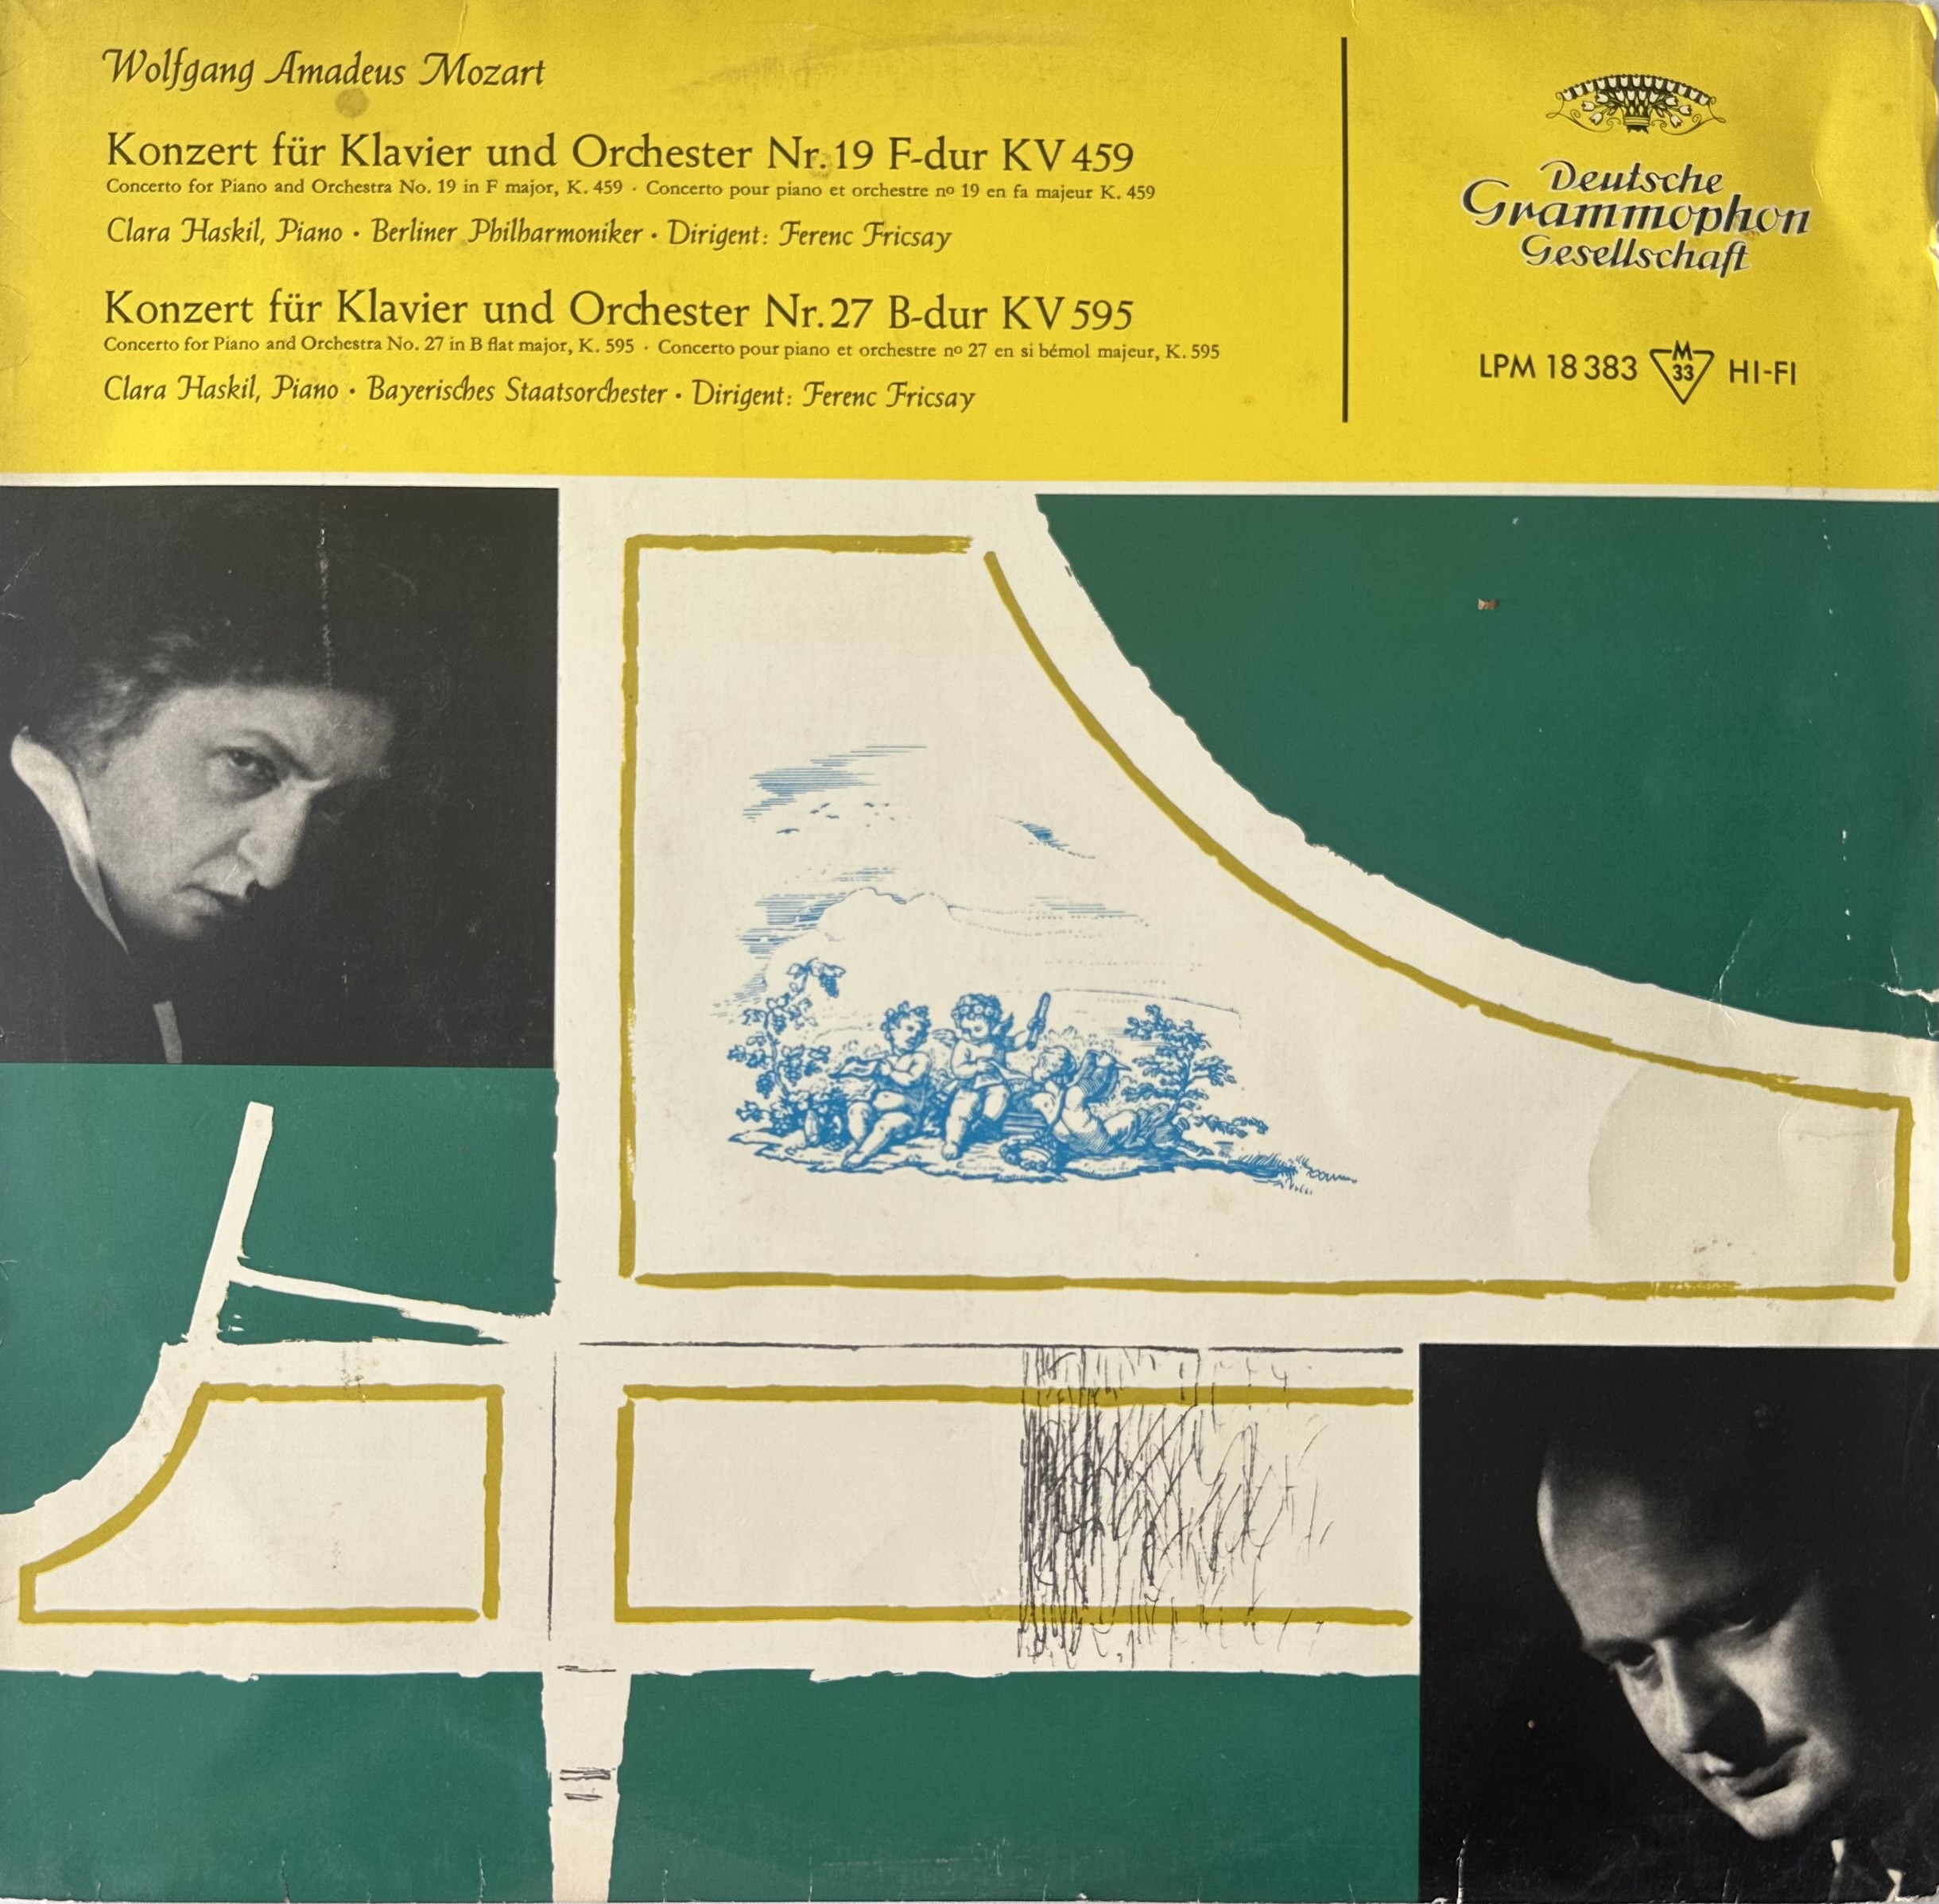 Wolfgang Amadeus Mozart
Konzert für Klavier und Orchester Nr. 19 F-dur KV 459
Concerto for Piano and Orchestra No. 19 in F major, K. 459 · Concerto pour piano et orchestre nº 19 en fa majeur K. 459
Clara Haskil, Piano · Berliner Philharmoniker · Dirigent: Ferenc Fricsay
Konzert für Klavier und Orchester Nr. 27 B-dur KV 595
Concerto for Piano and Orchestra No. 27 in B flat major, K. 595 · Concerto pour piano et orchestre nº 27 en si bémol majeur, K. 595
Clara Haskil, Piano · Bayerisches Staatsorchester · Dirigent: Ferenc Fricsay
Deutsche
Grammophon
Gesellschaft
LPM 18 383 M 33 HI-FI